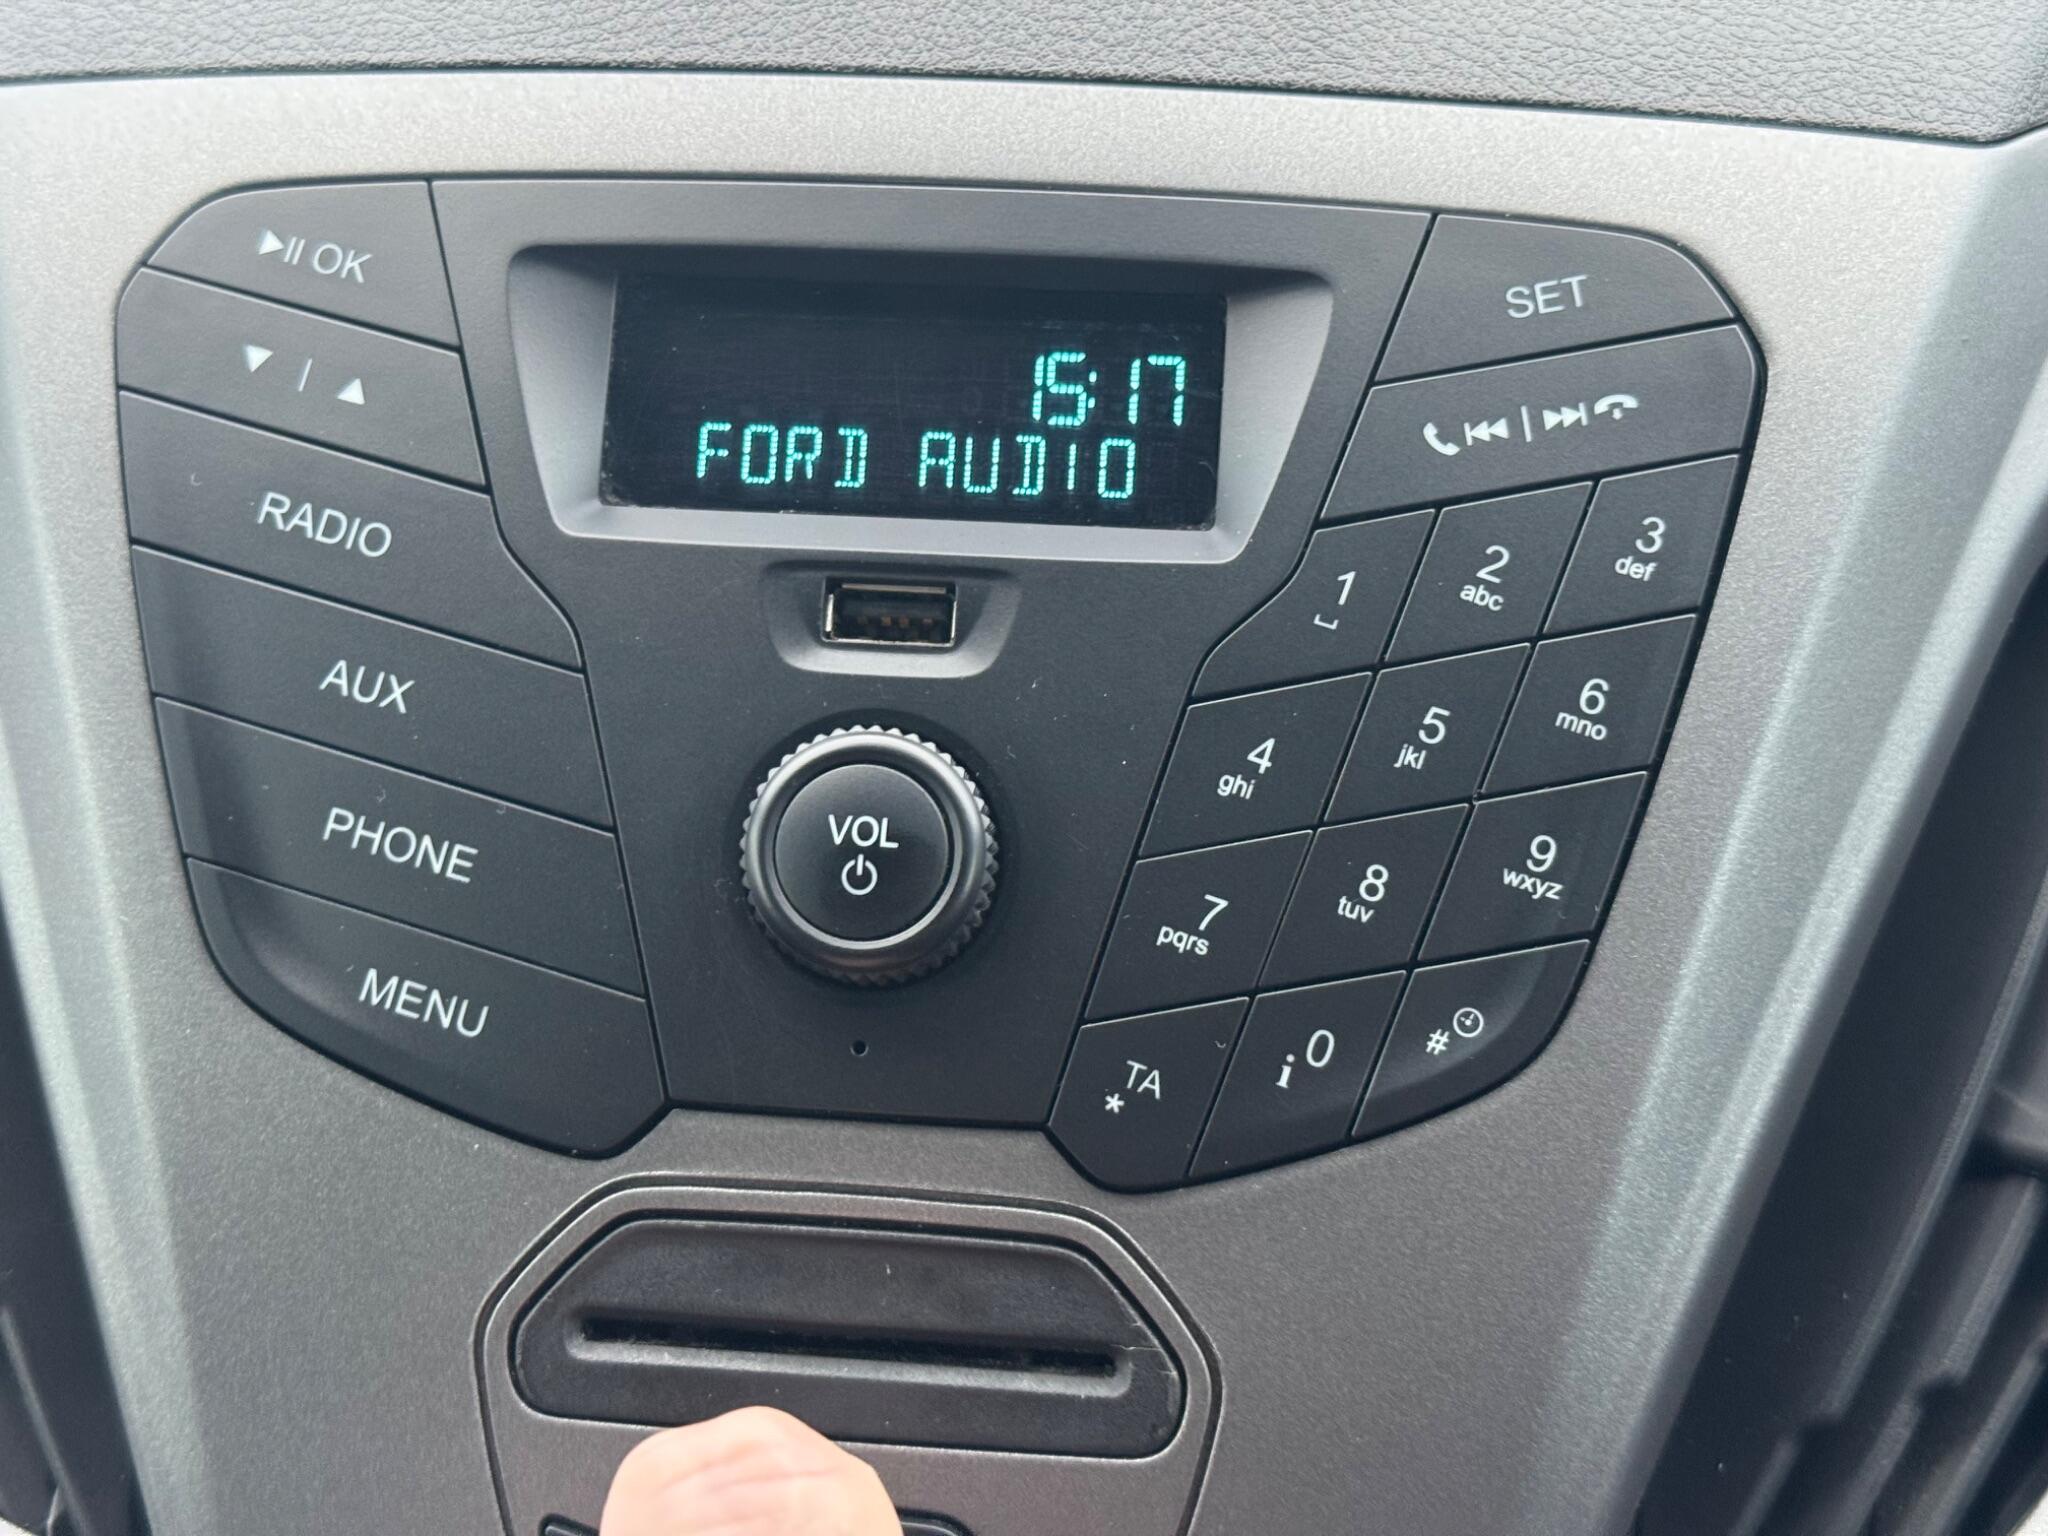 OK
SET
15:17
FORD AUDIO
RADIO
AUX
PHONE
MENU
VOL
1
2
abc
3
def
4
ghi
5
jkl
6
mno
7
pqrs
8
tuv
9
wxyz
TA
*
i 0
#